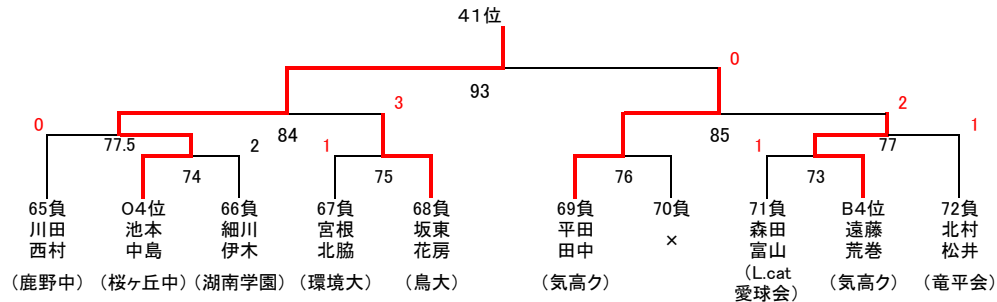 41位
0
93
3
2
0
84
85
1
77.5
2
1
1
77
74
75
76
73
65負 O4位 66負 67負 68負 69負 70負 71負 B4位 72負
川田 池本 細川 宮根 坂東 平田 × 森田 遠藤 北村
西村 中島 伊木 北脇 花房 田中 富山 荒巻 松井
（鹿野中） （桜ヶ丘中） （湖南学園） （環境大） （鳥大） （気高ク） （L.cat （気高ク） （竜平会）
愛球会）